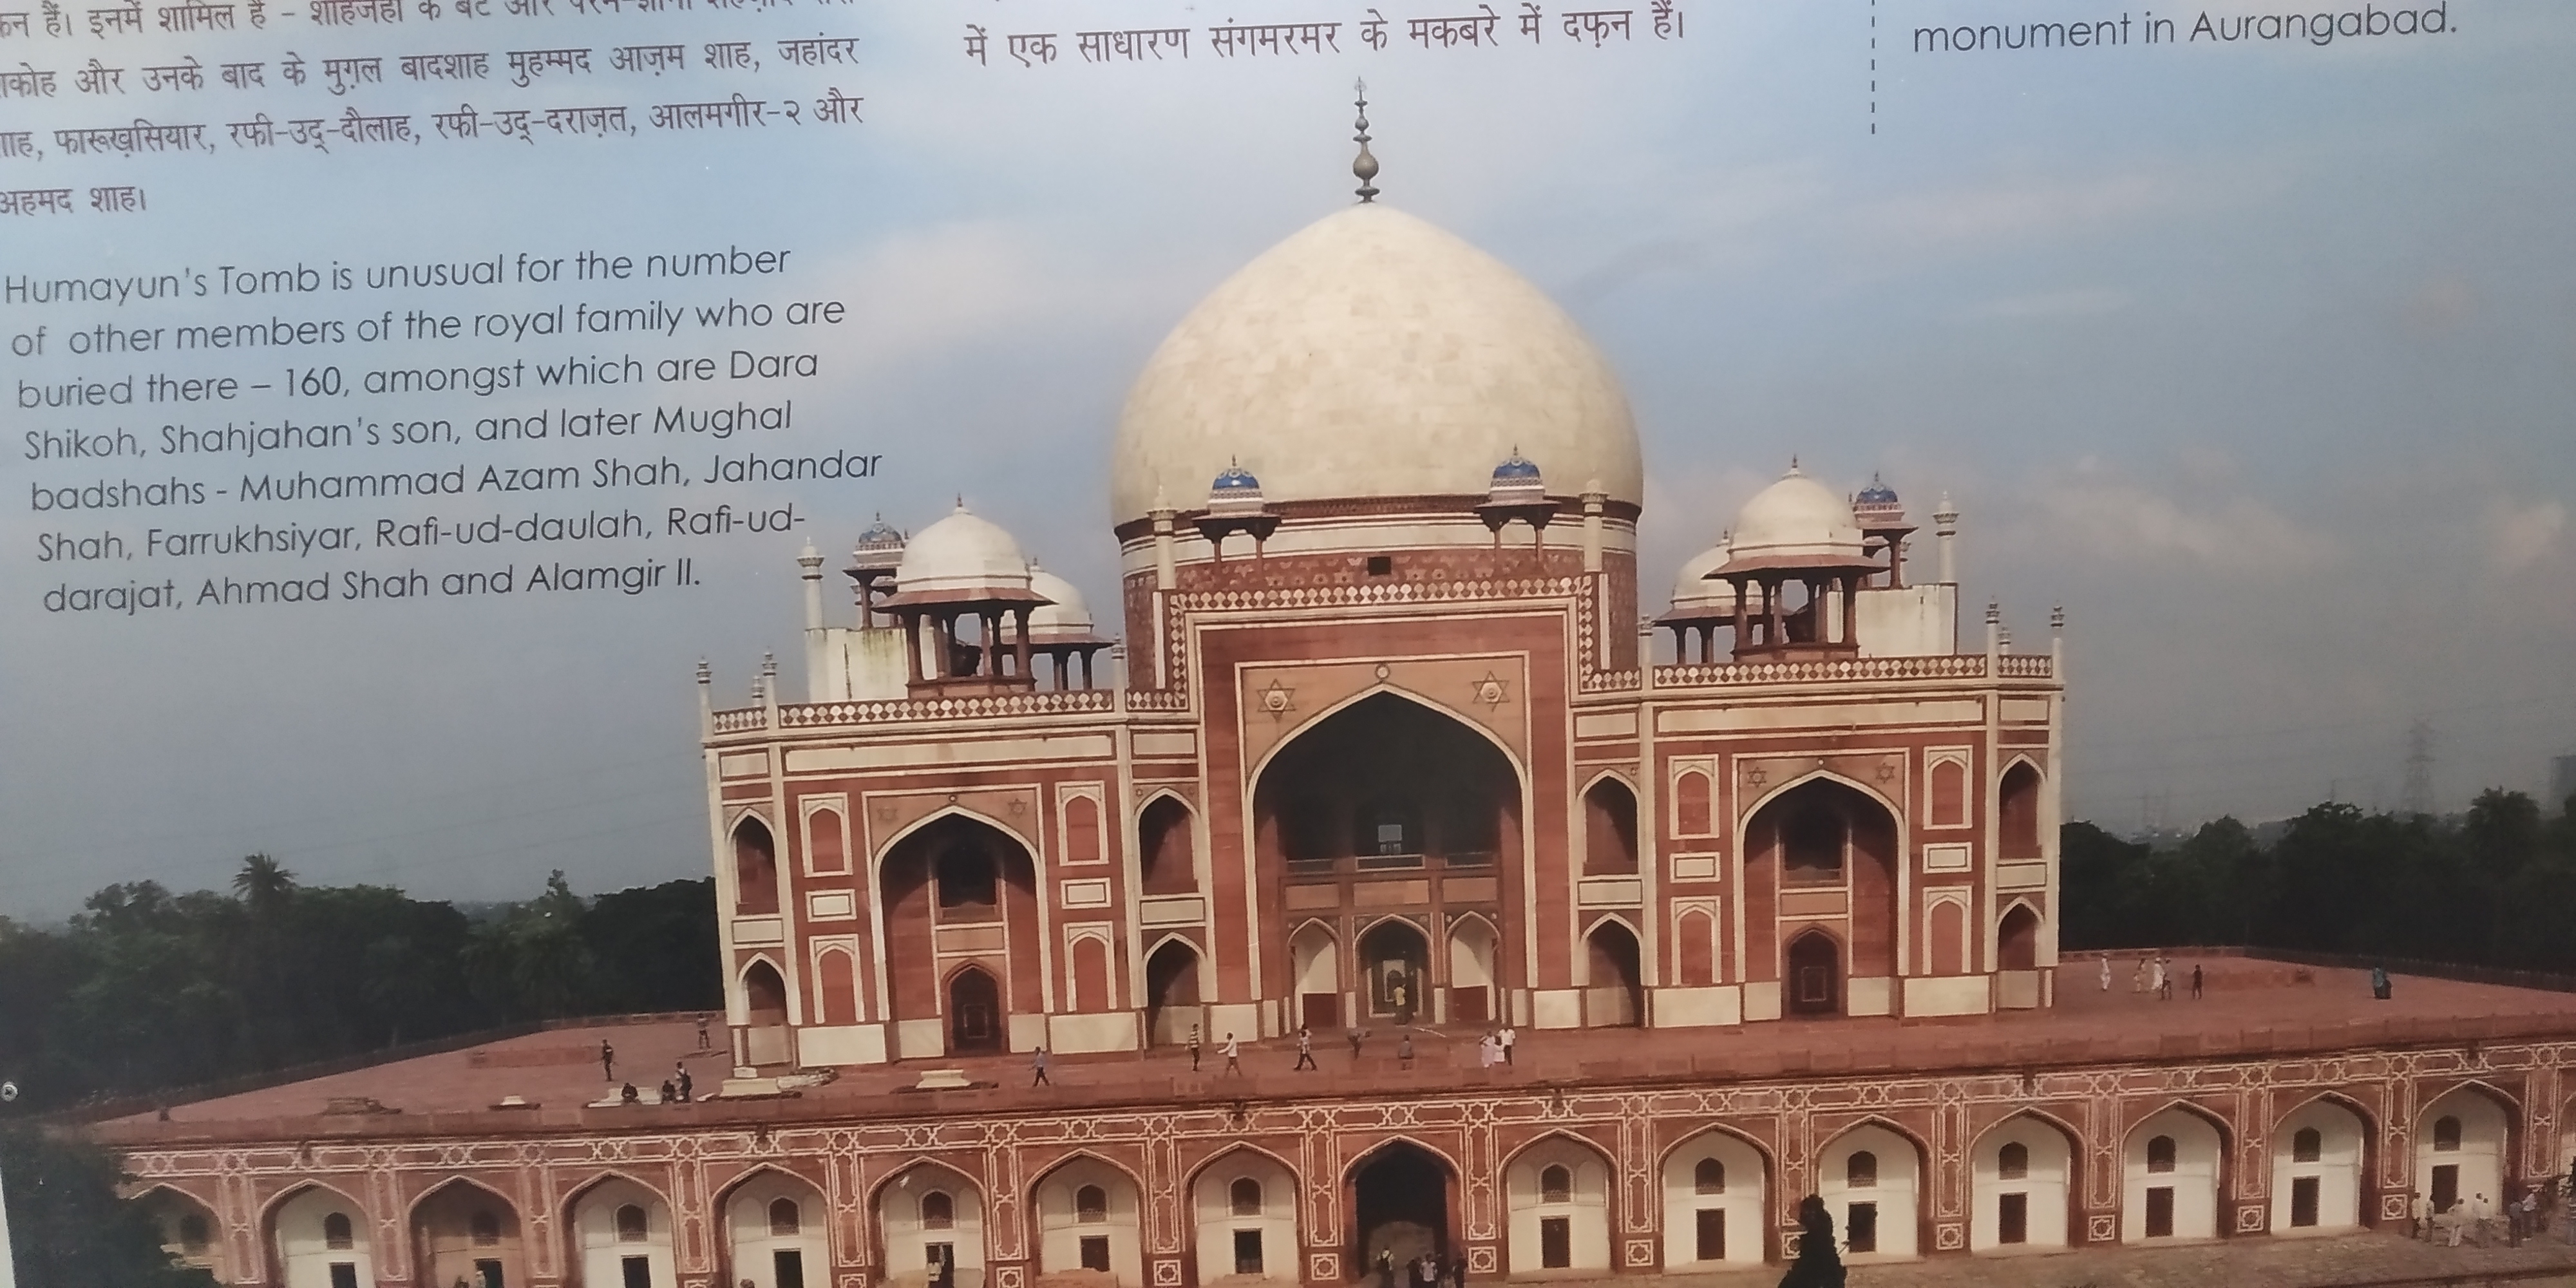 हैं। इनमें शामिल हैं - शाहजहाँ के बेटे और
और उनके बाद के मुग़ल बादशाह मुहम्मद आज़म शाह, जहांदर
फारूख़सियार, रफी-उद्-दौलाह, रफी-उद्-दराज़त, आलमगीर-२ और
अहमद शाह।
Humayun's Tomb is unusual for the number
of other members of the royal family who are
buried there – 160, amongst which are Dara
Shikoh, Shahjahan's son, and later Mughal
badshahs - Muhammad Azam Shah, Jahandar
Shah, Farrukhsiyar, Rafi-ud-daulah, Rafi-ud-
darajat, Ahmad Shah and Alamgir II.
में एक साधारण संगमरमर के मकबरे में दफ़न हैं।
monument in Aurangabad.